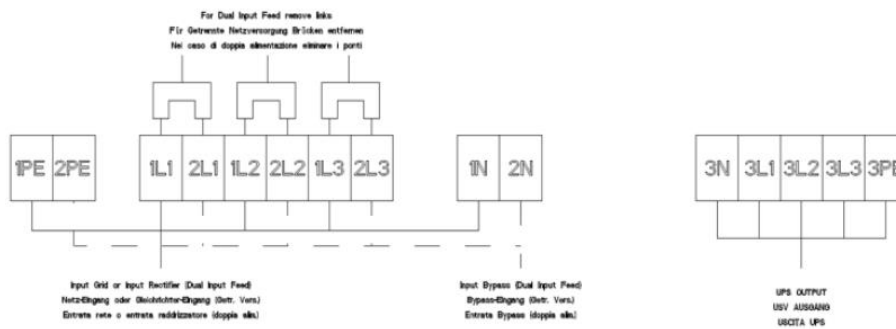 For Dual Input Feed remove links
Für Getrennte Netzversorgung Brücken entfernen
Nel caso di doppia alimentazione eliminare i ponti
1PE 2PE 1L1 2L1 1L2 2L2 1L3 2L3 1N 2N 3N 3L1 3L2 3L3 3PE
Input Grid or Input Rectifier (Dual Input Feed)
Netz-Eingang oder Gleichrichter-Eingang (Getr. Vers.)
Entrata rete o entrata raddrizzatore (doppia alim.)
Input Bypass (Dual Input Feed)
Bypass-Eingang (Getr. Vers.)
Entrata Bypass (doppia alim.)
UPS OUTPUT
USV AUSGANG
USCITA UPS